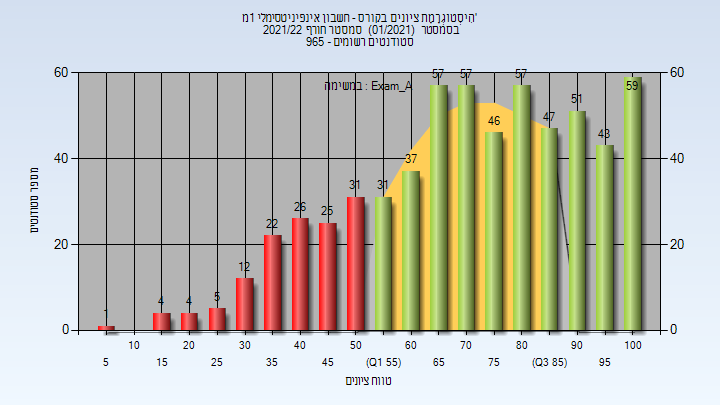 'היסטוגרמת ציונים בקורס - חשבון אינפיניטסימלי 1מ
'בסמסטר (01/2021) סמסטר חורף 2021/22
965 - סטודנטים רשומים
במשימה : Exam_A
מספר סטודנטים
60 60
40 40
20 20
0 0
1 4 4 5 12 22 26 25 31 31 37 57 57 46 57 47 51 43 59
10 20 30 40 50 60 70 80 90 100
5 15 25 35 45 (Q1 55) 65 75 (Q3 85) 95
טווח ציונים